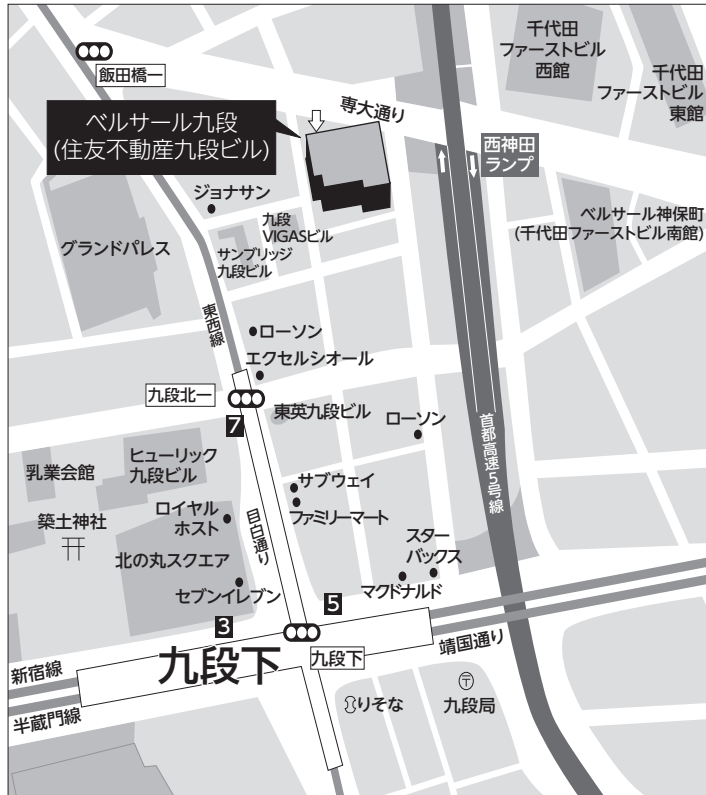 千代田
ファーストビル
西館
飯田橋一
千代田
ファーストビル
東館
専大通り
ベルサール九段
(住友不動産九段ビル)
西神田
ランプ
ジョナサン
九段
VIGASビル
ベルサール神保町
(千代田ファーストビル南館)
グランドパレス
サンブリッジ
九段ビル
東西線
ローソン
エクセルシオール
九段北一
東英九段ビル
ローソン
7
首都高速5号線
ヒューリック
九段ビル
乳業会館
サブウェイ
ファミリーマート
ロイヤル
ホスト
目白通り
築土神社
スター
バックス
北の丸スクエア
マクドナルド
セブンイレブン
5
3
靖国通り
九段下
九段下
新宿線
半蔵門線
りそな
〒
九段局